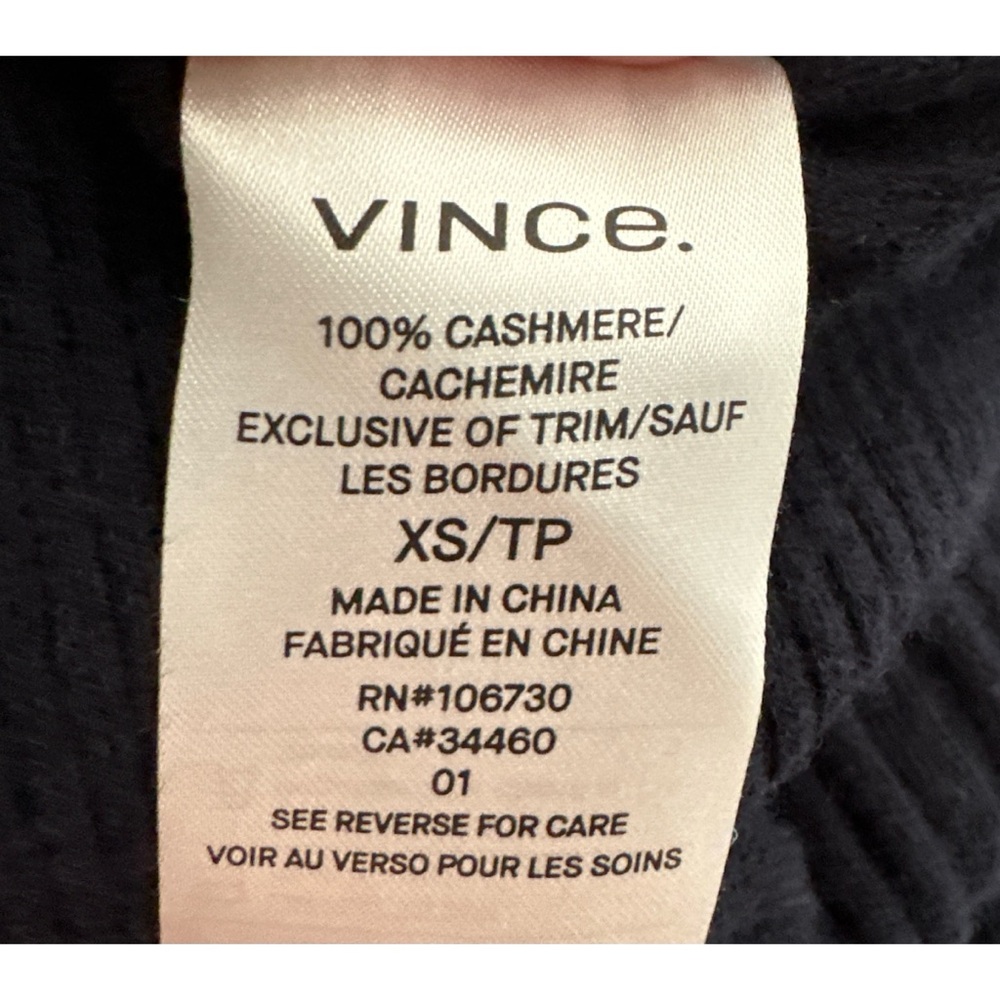 VINCe.
100% CASHMERE/
CACHEMIRE
EXCLUSIVE OF TRIM/SAUF
LES BORDURES
XS/TP
MADE IN CHINA
FABRIQUÉ EN CHINE
RN#106730
CA#34460
01
SEE REVERSE FOR CARE
VOIR AU VERSO POUR LES SOINS